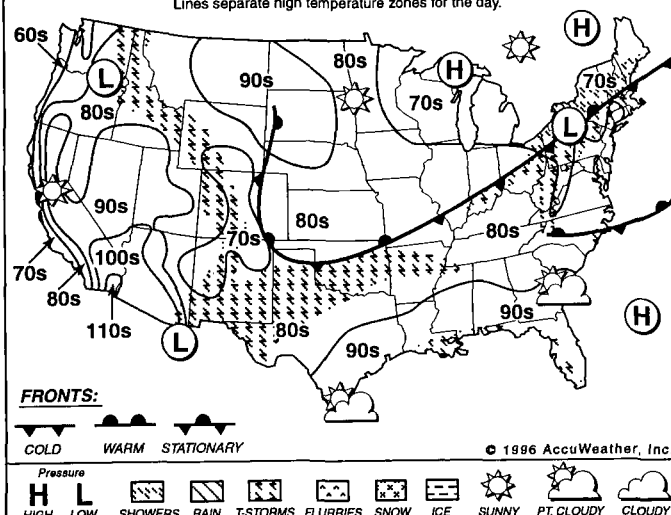 Lines separate high temperature zones for the day.
H
60s
80s
H
90s
70s
L
70s
80s
L
90s
80s
80s
70s
100s
70s
80s
90s
H
110s
80s
L
90s
FRONTS:
COLD WARM STATIONARY
© 1996 AccuWeather, Inc
Pressure
H L
HIGH LOW SHOWERS RAIN T-STORMS FLURRIES SNOW ICE SUNNY PT. CLOUDY CLOUDY